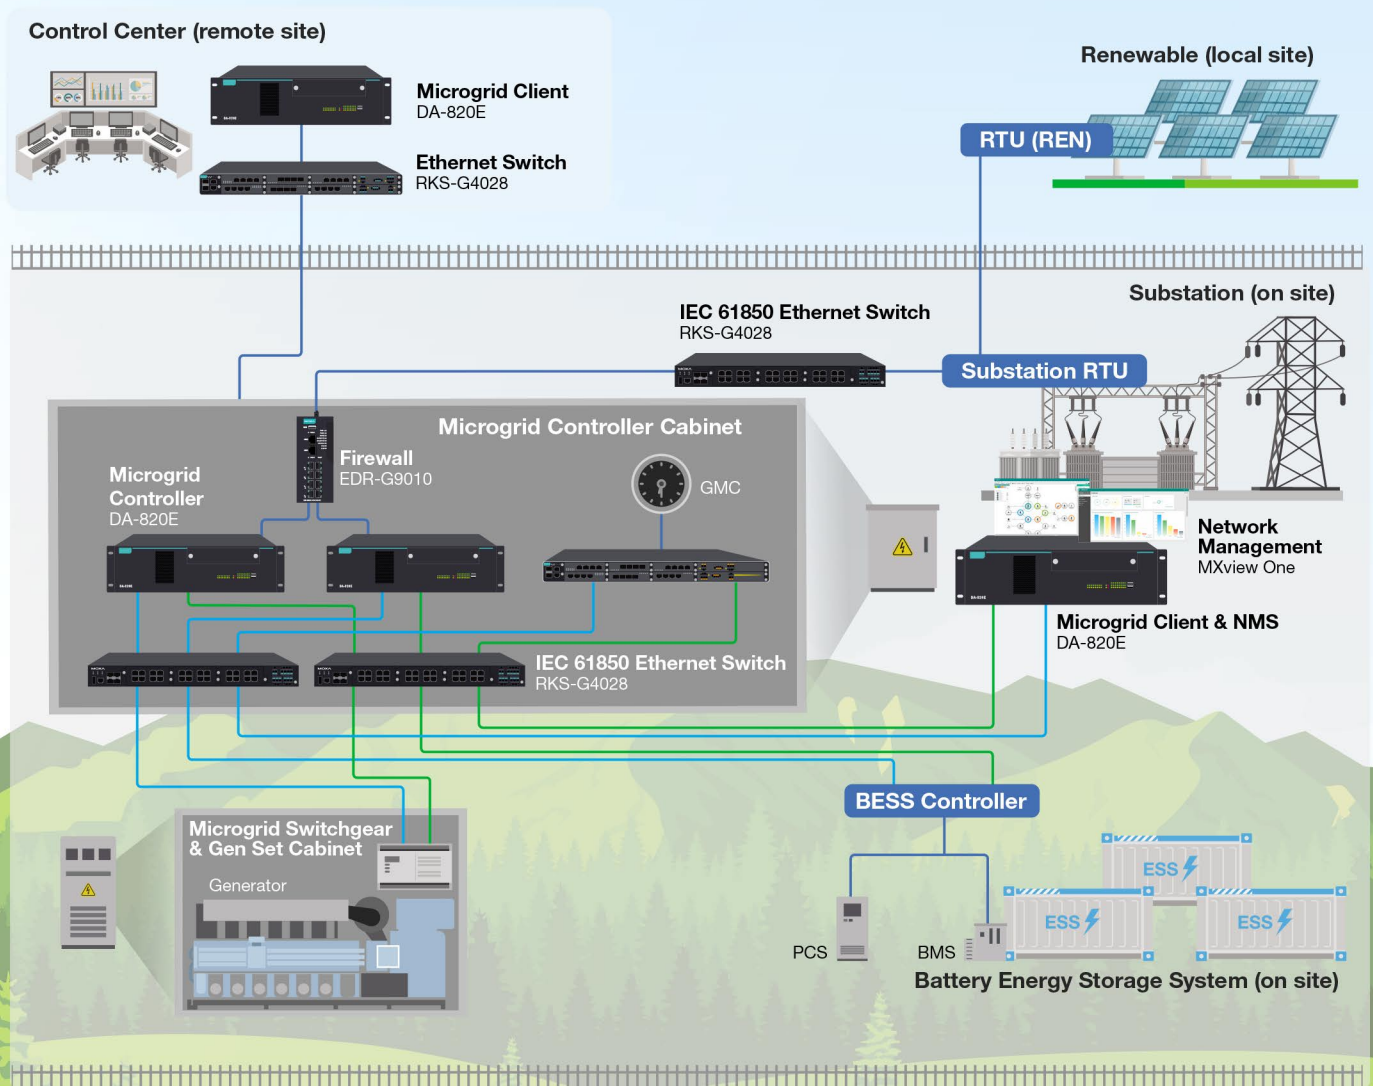 Control Center (remote site)
Microgrid Client
DA-820E
Ethernet Switch
RKS-G4028
Renewable (local site)
RTU (REN)
Substation (on site)
IEC 61850 Ethernet Switch
RKS-G4028
Substation RTU
Microgrid Controller Cabinet
Firewall
EDR-G9010
Microgrid
Controller
DA-820E
GMC
Network
Management
MXview One
Microgrid Client & NMS
DA-820E
IEC 61850 Ethernet Switch
RKS-G4028
BESS Controller
Microgrid Switchgear
& Gen Set Cabinet
Generator
ESS
ESS
ESS
PCS
BMS
Battery Energy Storage System (on site)